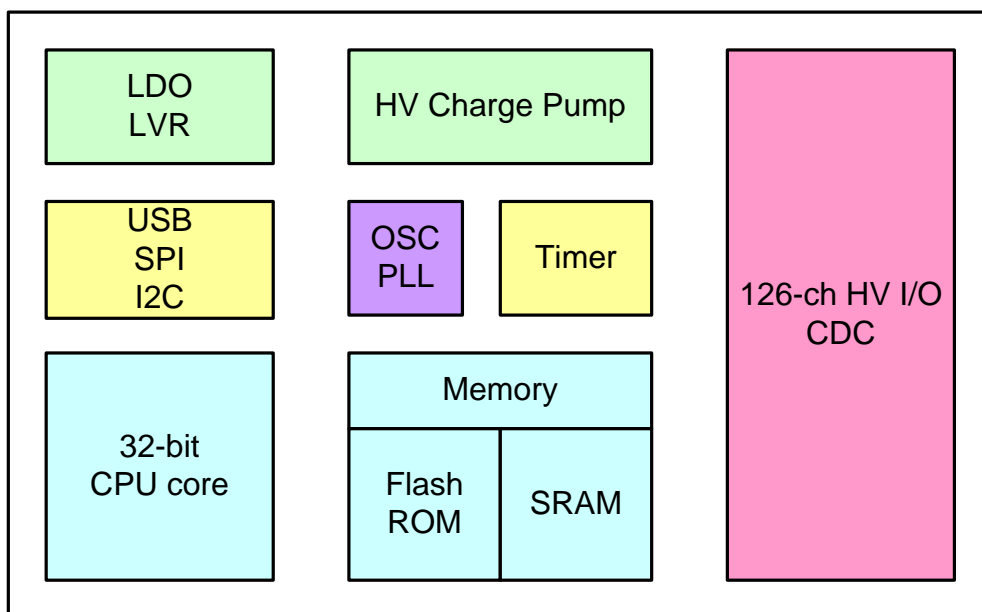 LDO
LVR
HV Charge Pump
USB
SPI
I2C
OSC
PLL
Timer
126-ch HV I/O
CDC
32-bit
CPU core
Memory
Flash
ROM
SRAM